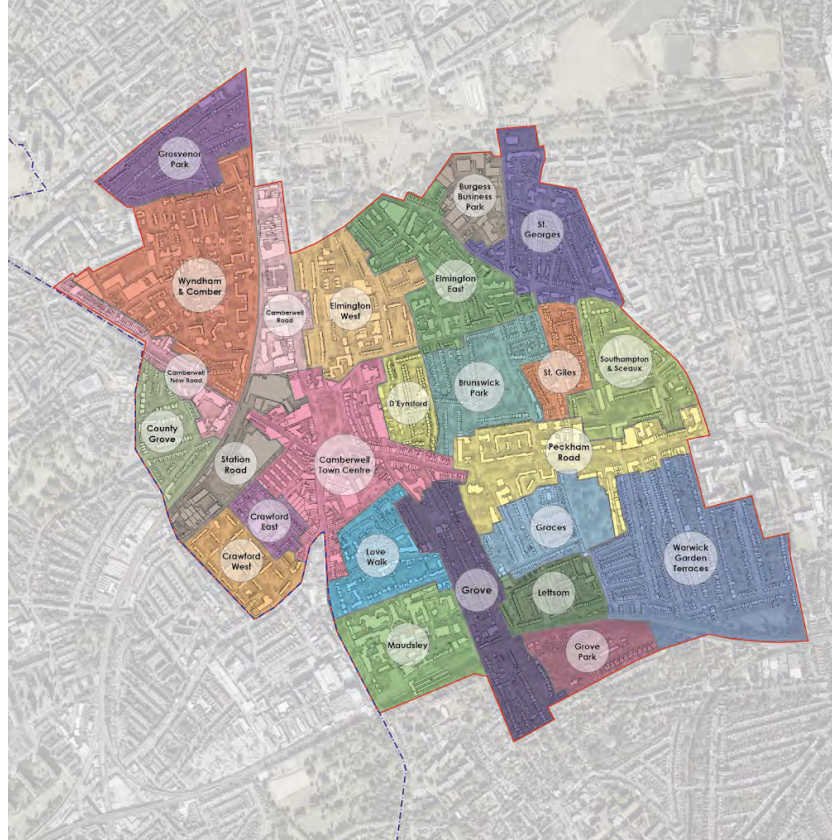 Grosvenor
Park
Burgess
Business
Park
St.
Georges
Wyndham
& Comber
Elmington
East
Camberwell
Road
Elmington
West
Camberwell
New Road
D'Eynsford
Brunswick
Park
St. Giles
Southampton
& Sceaux
County
Grove
Station
Road
Camberwell
Town Centre
Peckham
Road
Crawford
East
Graces
Crawford
West
Love
Walk
Warwick
Garden
Terraces
Grove
Lettsom
Maudsley
Grove
Park